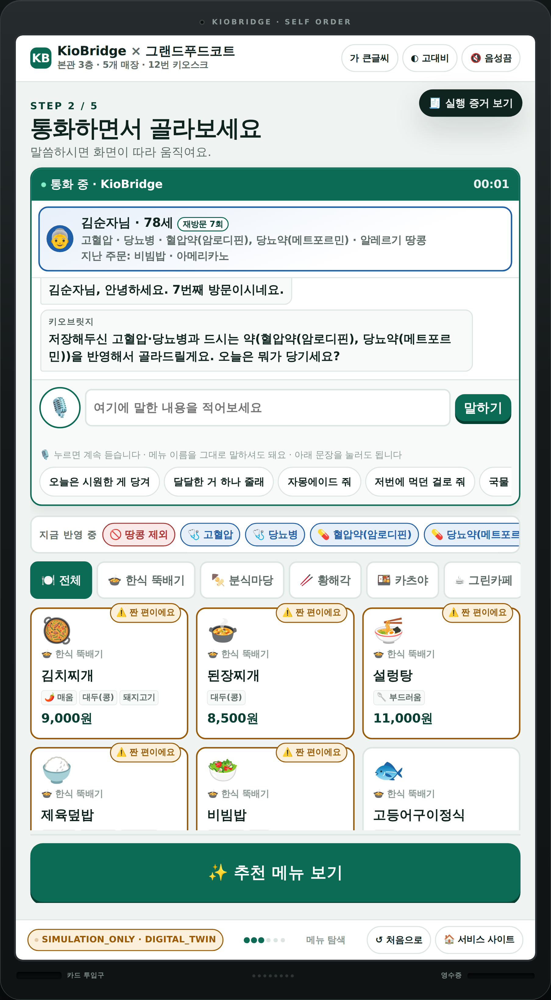 KIOBRIDGE · SELF ORDER
KB
KioBridge × 그랜드푸드코트
본관 3층 · 5개 매장 · 12번 키오스크
가 큰글씨
고대비
음성끔
실행 증거 보기
STEP 2 / 5
통화하면서 골라보세요
말씀하시면 화면이 따라 움직여요.
통화 중 · KioBridge
00:01
김순자님 · 78세
재방문 7회
고혈압 · 당뇨병 · 혈압약(암로디핀), 당뇨약(메트포르민) · 알레르기 땅콩
지난 주문: 비빔밥 · 아메리카노
김순자님, 안녕하세요. 7번째 방문이시네요.
키오브릿지
저장해두신 고혈압·당뇨병과 드시는 약(혈압약(암로디핀), 당뇨약(메트포르
민))을 반영해서 골라드릴게요. 오늘은 뭐가 당기세요?
여기에 말한 내용을 적어보세요
말하기
누르면 계속 듣습니다 · 메뉴 이름을 그대로 말하셔도 돼요 · 아래 문장을 눌러도 됩니다
오늘은 시원한 게 당겨
달달한 거 하나 줄래
자몽에이드 줘
저번에 먹던 걸로 줘
국물
지금 반영 중
땅콩 제외
고혈압
당뇨병
혈압약(암로디핀)
당뇨약(메트포르
전체
한식 뚝배기
분식마당
황해각
카츠야
그린카페
짠 편이에요
한식 뚝배기
김치찌개
매움
대두(콩)
돼지고기
9,000원
짠 편이에요
한식 뚝배기
된장찌개
대두(콩)
8,500원
짠 편이에요
한식 뚝배기
설렁탕
부드러움
11,000원
짠 편이에요
한식 뚝배기
제육덮밥
짠 편이에요
한식 뚝배기
비빔밥
한식 뚝배기
고등어구이정식
추천 메뉴 보기
SIMULATION_ONLY · DIGITAL_TWIN
메뉴 탐색
처음으로
서비스 사이트
카드 투입구
영수증